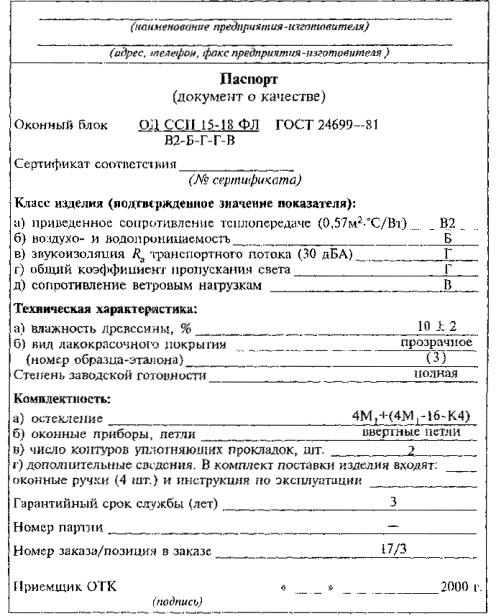 (наименование предприятия-изготовителя)
(адрес, телефон, факс предприятия-изготовителя)
Паспорт
(документ о качестве)
Оконный блок ОД ССП 15-18 ФЛ ГОСТ 24699—81
В2-Б-Г-Г-В
Сертификат соответствия
(№ сертификата)
Класс изделия (подтвержденное значение показателя):
а) приведенное сопротивление теплопередаче (0,57м²·°С/Вт) В2
б) воздухо- и водопроницаемость Б
в) звукоизоляция Rа транспортного потока (30 дБА) Г
г) общий коэффициент пропускания света Г
д) сопротивление ветровым нагрузкам В
Техническая характеристика:
а) влажность древесины, % 10 ± 2
б) вид лакокрасочного покрытия прозрачное
(номер образца-эталона) (3)
Степень заводской готовности полная
Комплектность:
а) остекление 4М₁+(4М₁-16-К4)
б) оконные приборы, петли ввертные петли
в) число контуров уплотняющих прокладок, шт. 2
г) дополнительные сведения. В комплект поставки изделия входят:
оконные ручки (4 шт.) и инструкция по эксплуатации
Гарантийный срок службы (лет) 3
Номер партии —
Номер заказа/позиция в заказе 17/3
Приемщик ОТК « » 2000 г.
(подпись)